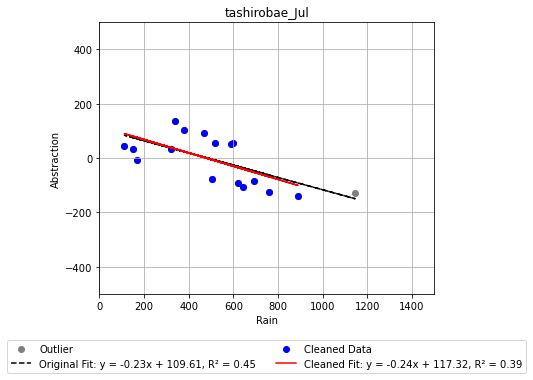 tashirobae_Jul
400
200
0
−200
−400
Abstraction
0 200 400 600 800 1000 1200 1400
Rain
Outlier
Original Fit: y = -0.23x + 109.61, R² = 0.45
Cleaned Data
Cleaned Fit: y = -0.24x + 117.32, R² = 0.39